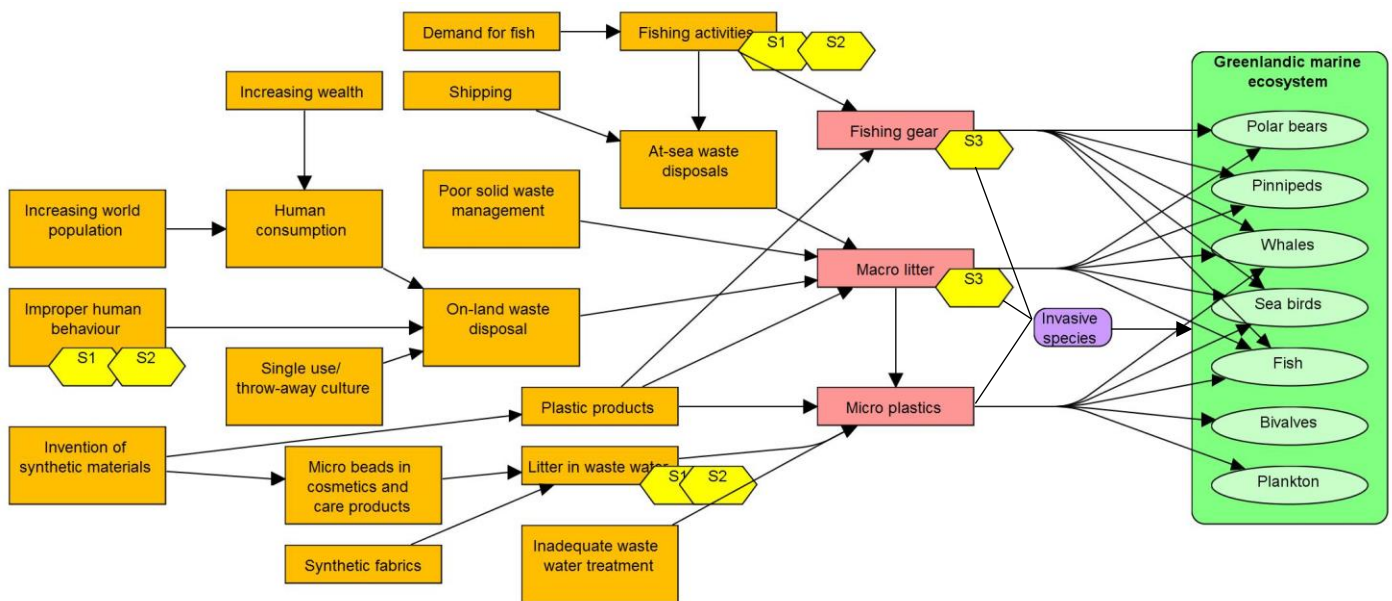 Demand for fish
Fishing activities
S1
S2
Greenlandic marine
ecosystem
Increasing wealth
Shipping
Fishing gear
S3
Polar bears
At-sea waste
disposals
Poor solid waste
management
Pinnipeds
Increasing world
population
Human
consumption
Whales
Macro litter
S3
Improper human
behaviour
S1
S2
On-land waste
disposal
Invasive
species
Sea birds
Single use/
throw-away culture
Fish
Plastic products
Micro plastics
Bivalves
Invention of
synthetic materials
Micro beads in
cosmetics and
care products
Litter in waste water
S1
S2
Plankton
Synthetic fabrics
Inadequate waste
water treatment